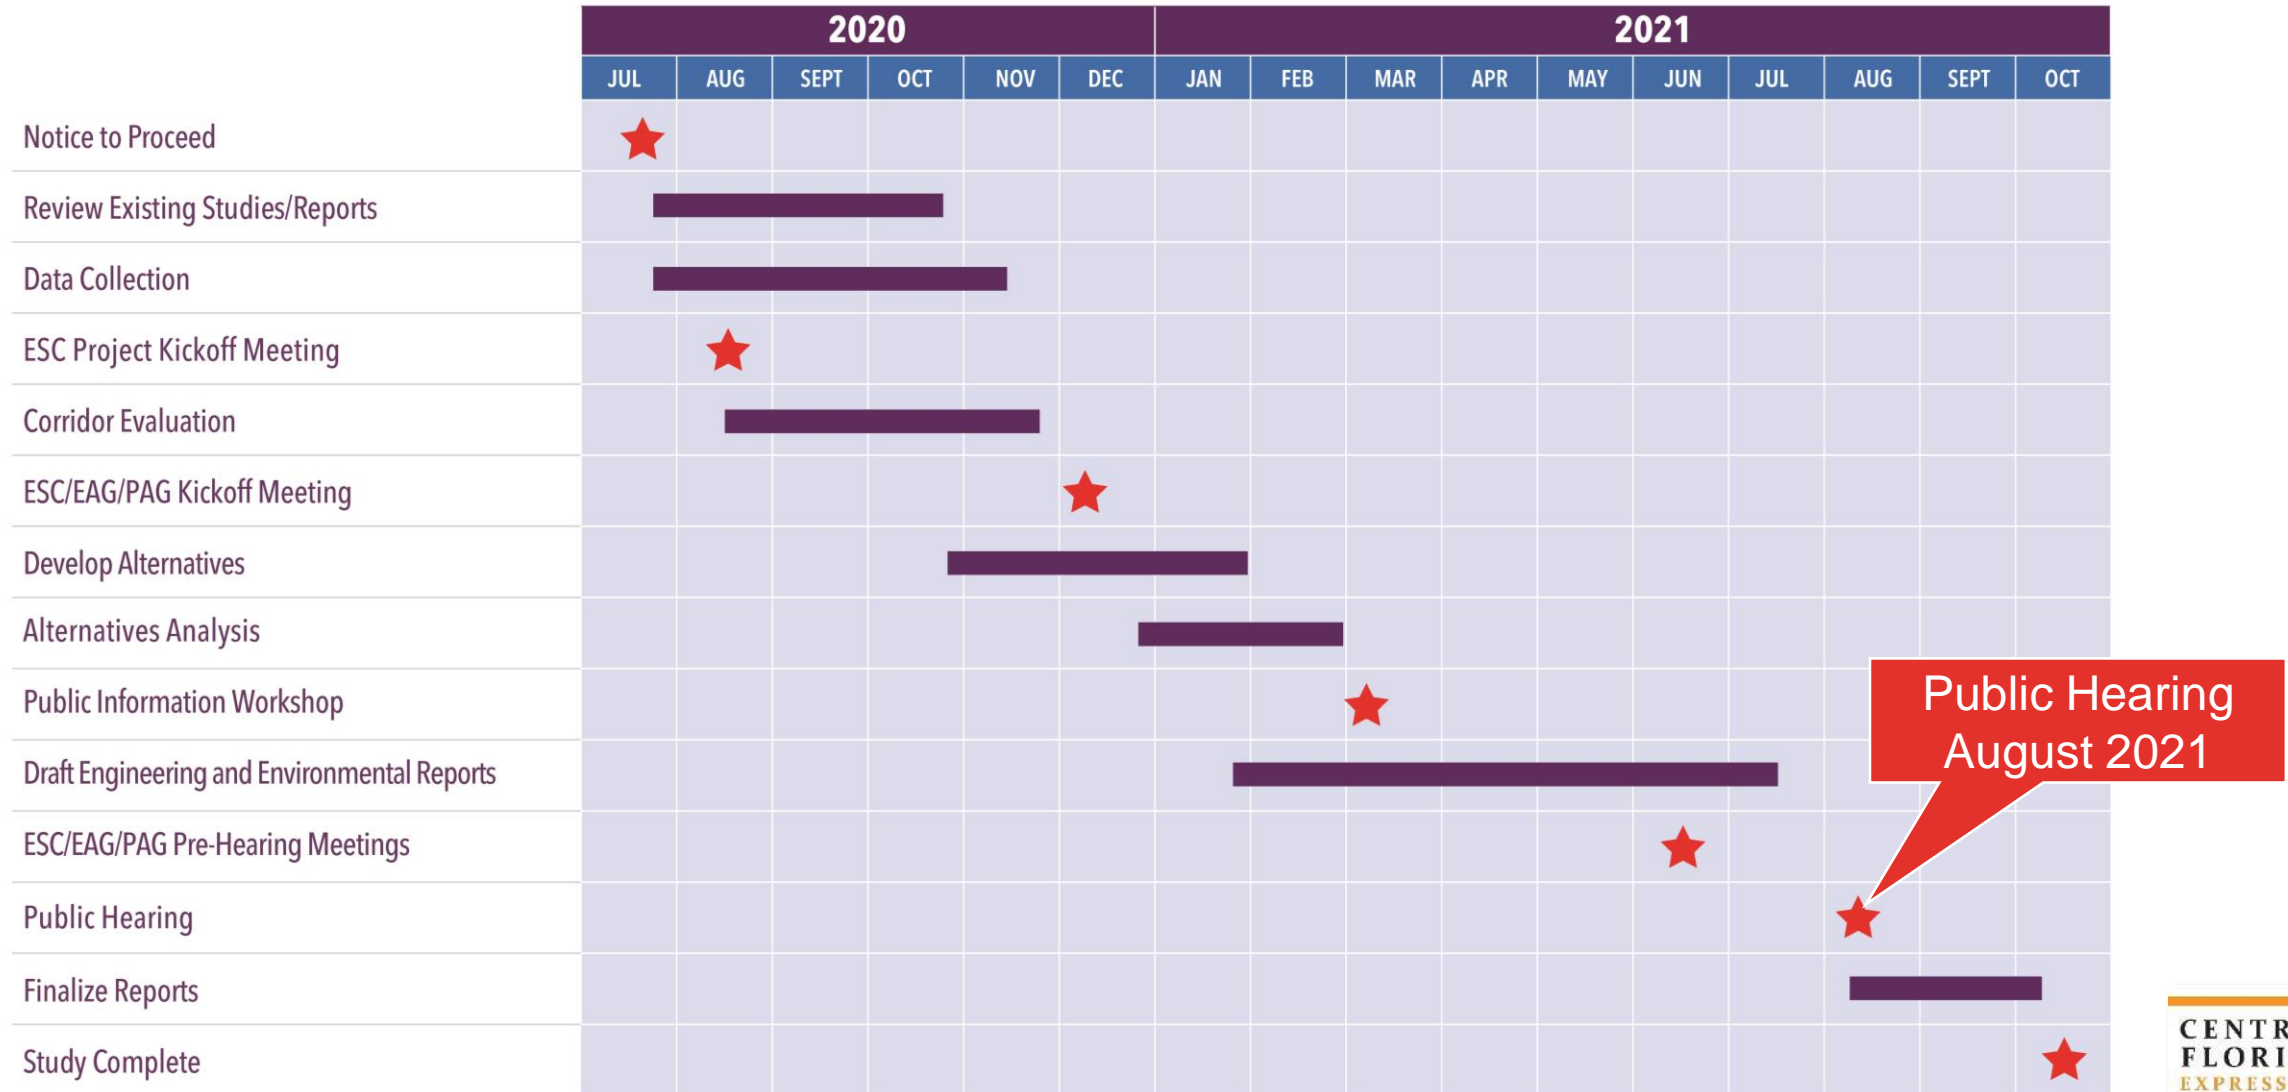 2020 2021
JUL AUG SEPT OCT NOV DEC JAN FEB MAR APR MAY JUN JUL AUG SEPT OCT
Notice to Proceed
Review Existing Studies/Reports
Data Collection
ESC Project Kickoff Meeting
Corridor Evaluation
ESC/EAG/PAG Kickoff Meeting
Develop Alternatives
Alternatives Analysis
Public Information Workshop
Draft Engineering and Environmental Reports
ESC/EAG/PAG Pre-Hearing Meetings
Public Hearing
Finalize Reports
Study Complete
Public Hearing
August 2021
CENTR
FLORI
EXPRESS